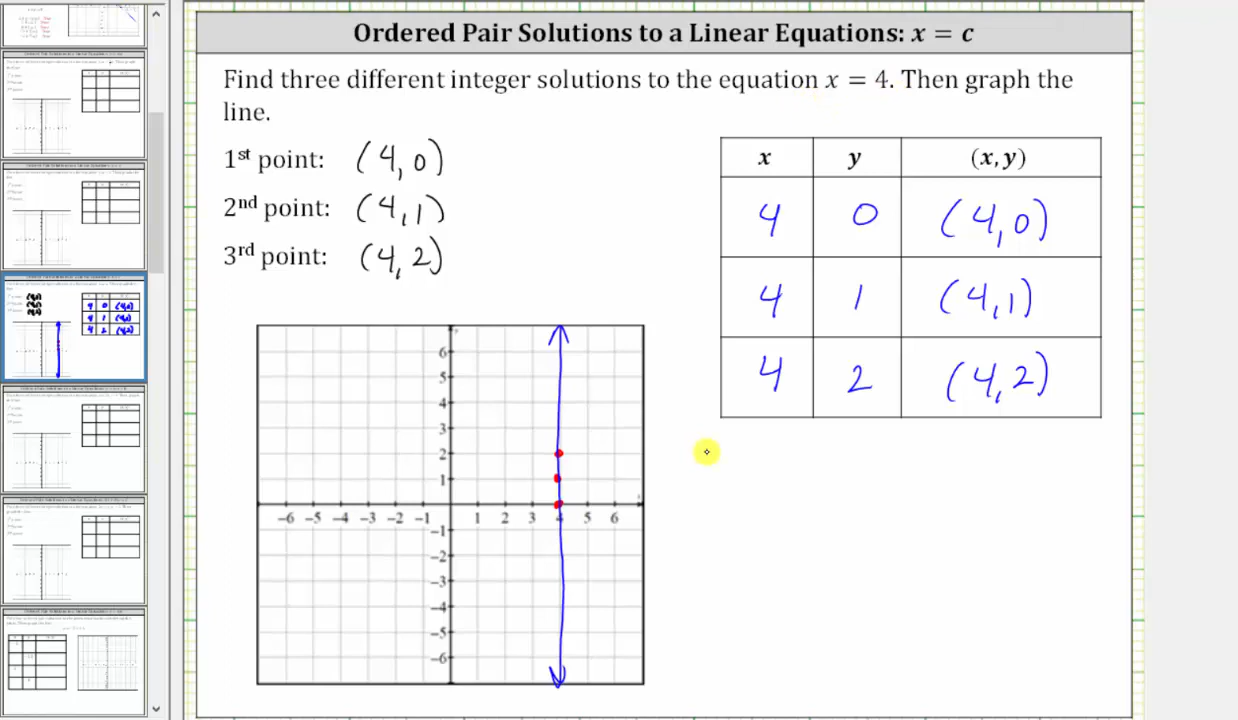 Ordered Pair Solutions to a Linear Equations: x = c
Find three different integer solutions to the equation x = 4. Then graph the
line.
1st point: (4,0)
2nd point: (4,1)
3rd point: (4,2)
x y (x,y)
4 0 (4,0)
4 1 (4,1)
4 2 (4,2)
6
5
4
3
2
1
-6 -5 -4 -3 -2 -1 1 2 3 4 5 6
-1
-2
-3
-4
-5
-6